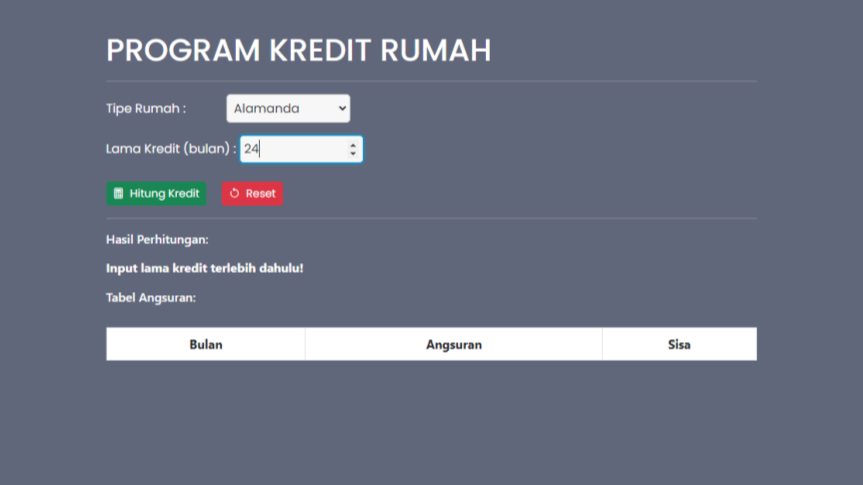 PROGRAM KREDIT RUMAH
Tipe Rumah : Alamanda
Lama Kredit (bulan) : 24
Hitung Kredit Reset
Hasil Perhitungan:
Input lama kredit terlebih dahulu!
Tabel Angsuran:
Bulan Angsuran Sisa